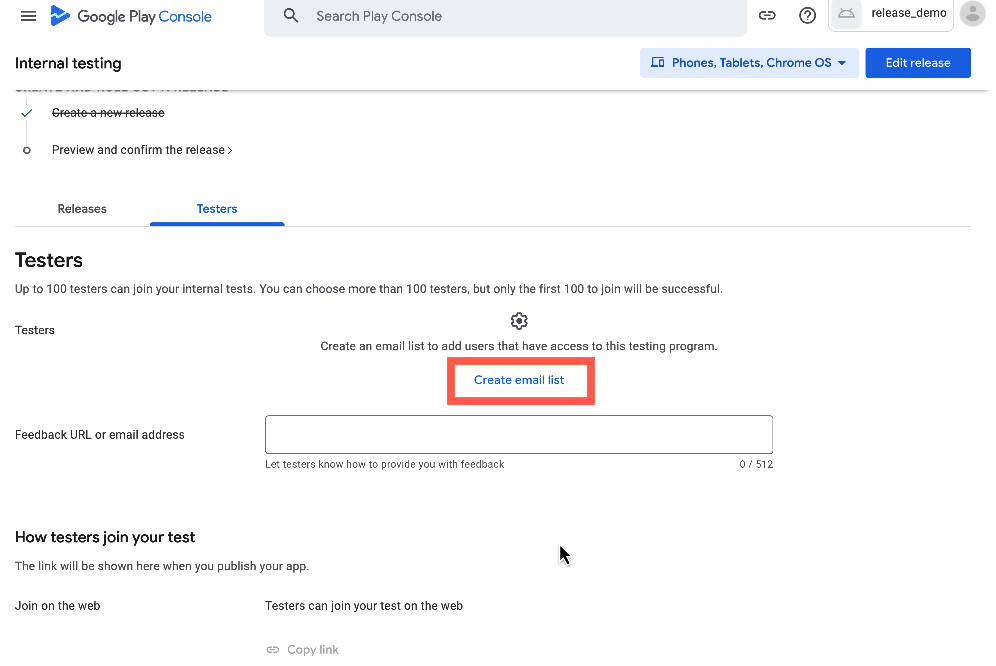 Google Play Console
Search Play Console
release_demo
Internal testing
Phones, Tablets, Chrome OS
Edit release
CREATE AND ROLL OUT A RELEASE
Create a new release
Preview and confirm the release
Releases
Testers
Testers
Up to 100 testers can join your internal tests. You can choose more than 100 testers, but only the first 100 to join will be successful.
Testers
Create an email list to add users that have access to this testing program.
Create email list
Feedback URL or email address
Let testers know how to provide you with feedback
0 / 512
How testers join your test
The link will be shown here when you publish your app.
Join on the web
Testers can join your test on the web
Copy link